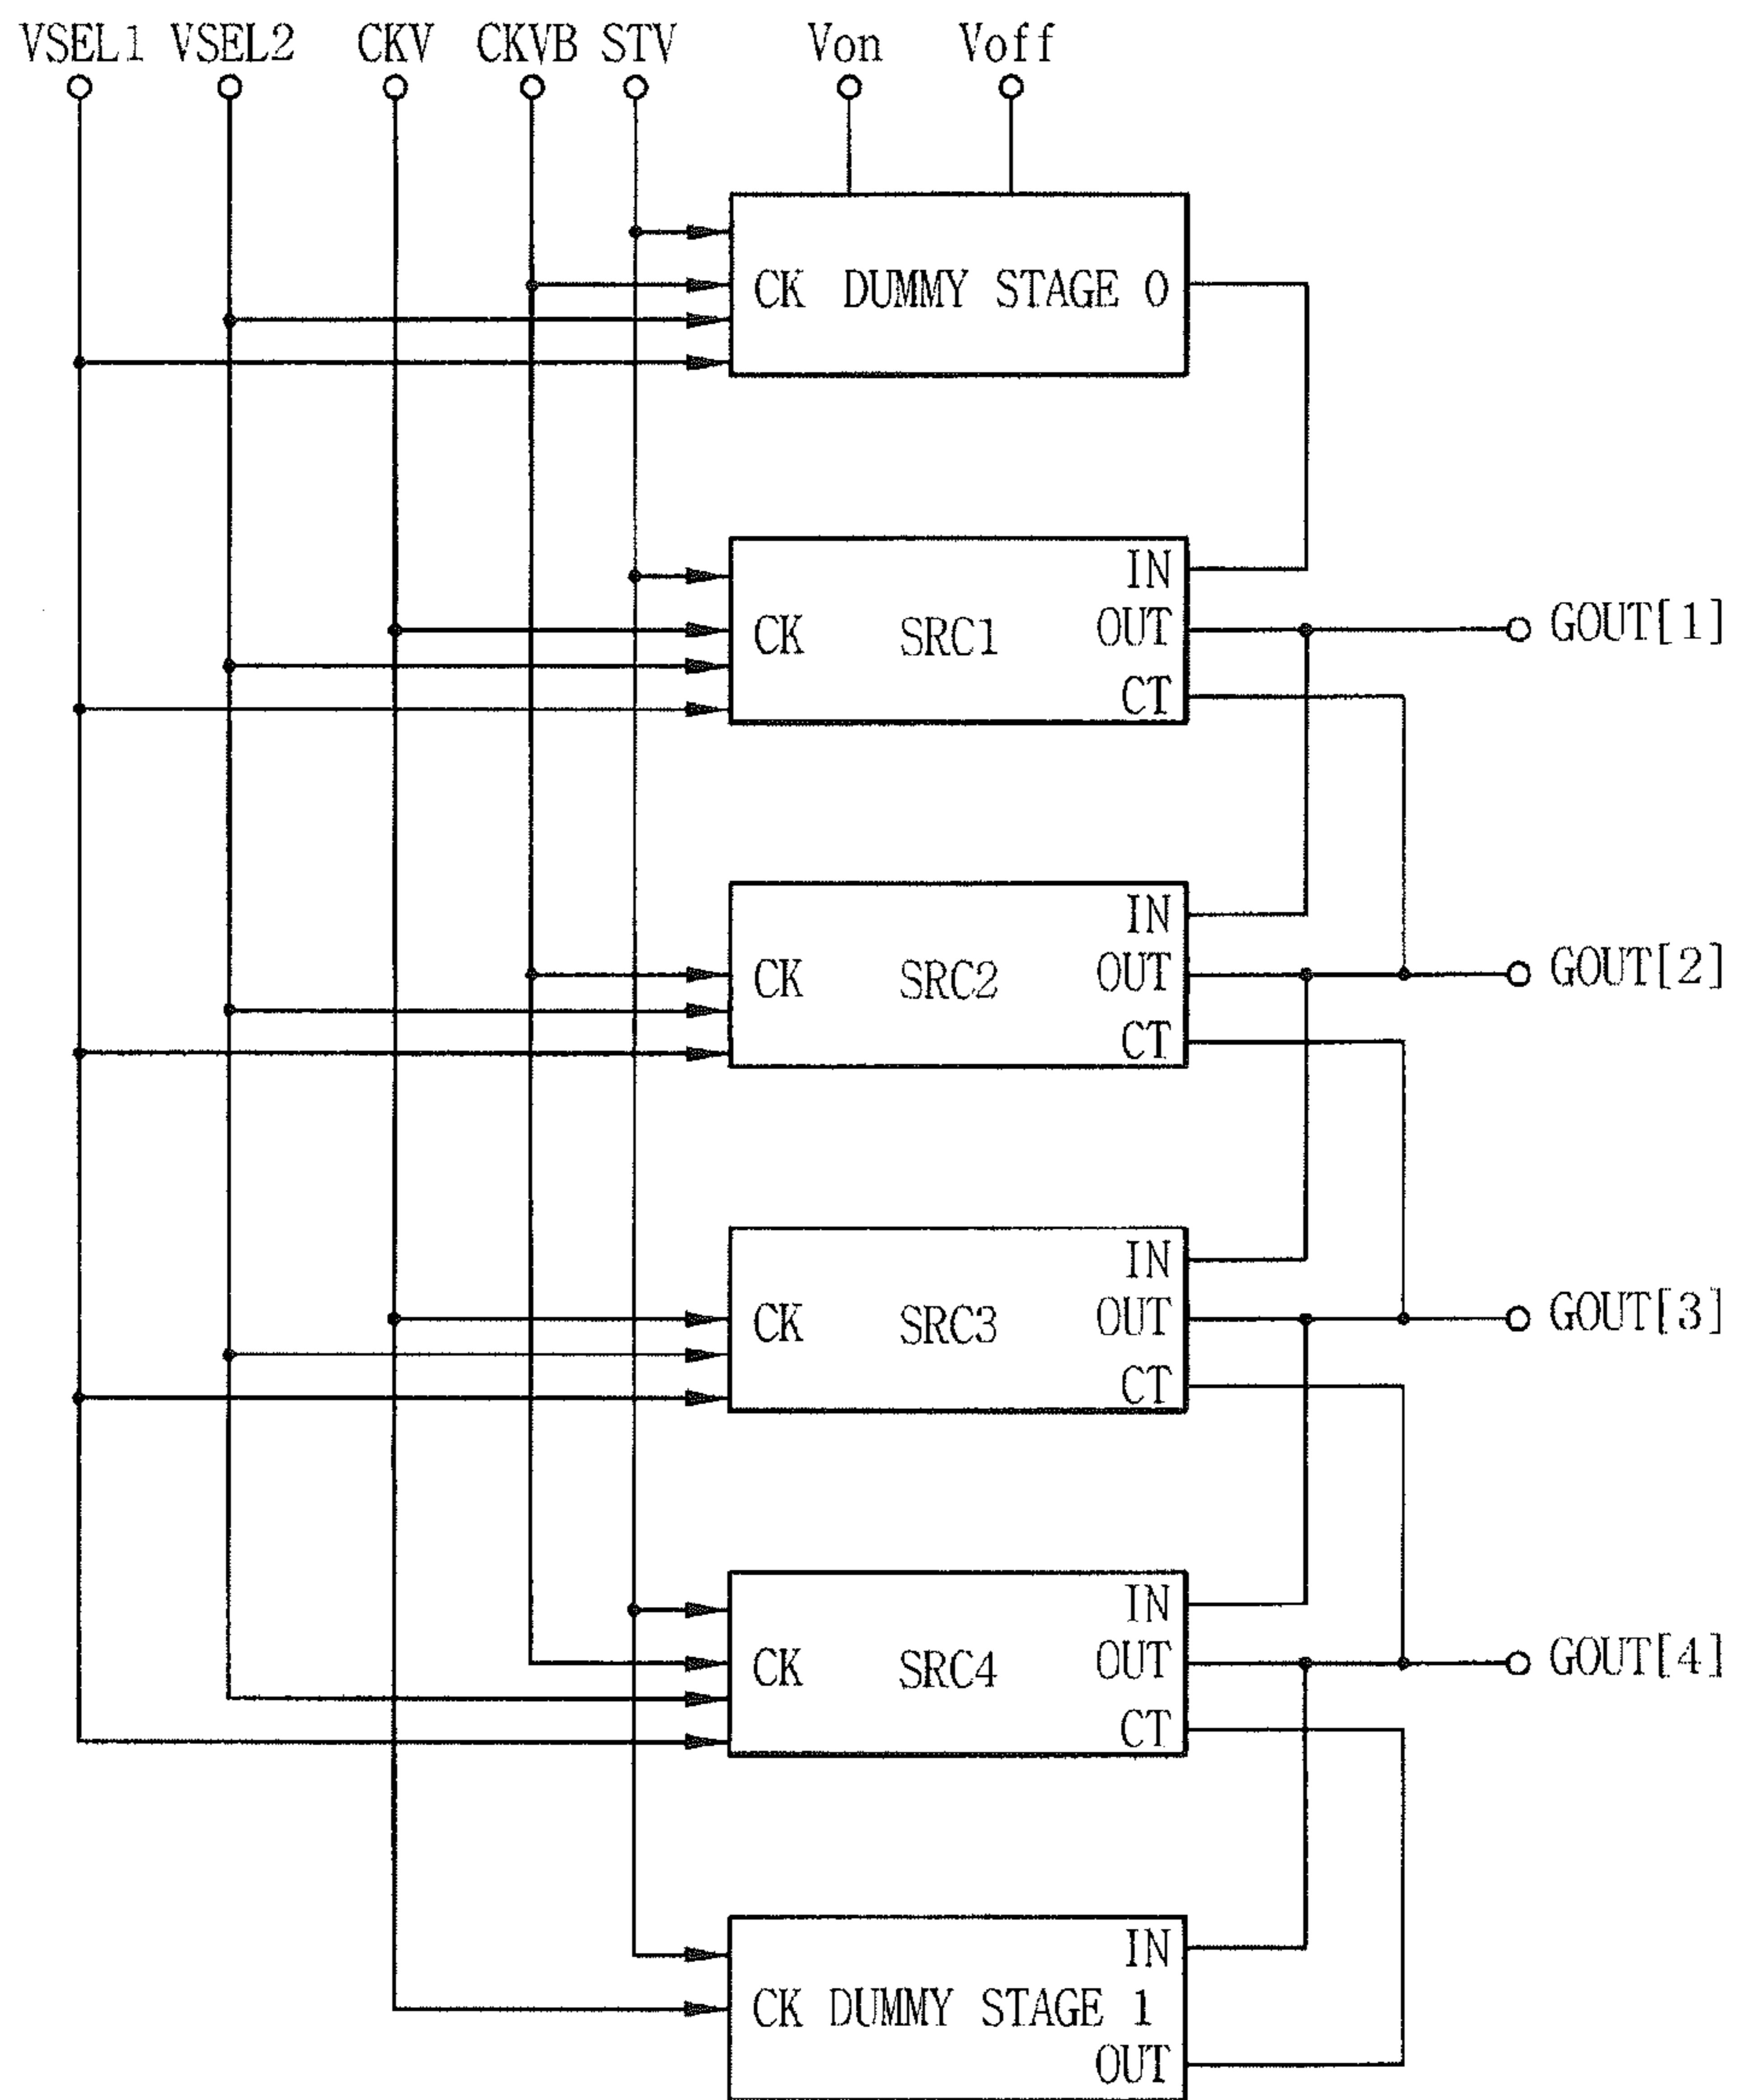 VSEL1 VSEL2 CKV CKVB STV Von Voff
CK DUMMY STAGE 0
IN
CK SRC1 OUT GOUT[1]
CT
IN
CK SRC2 OUT GOUT[2]
CT
IN
CK SRC3 OUT GOUT[3]
CT
IN
CK SRC4 OUT GOUT[4]
CT
IN
CK DUMMY STAGE 1
OUT